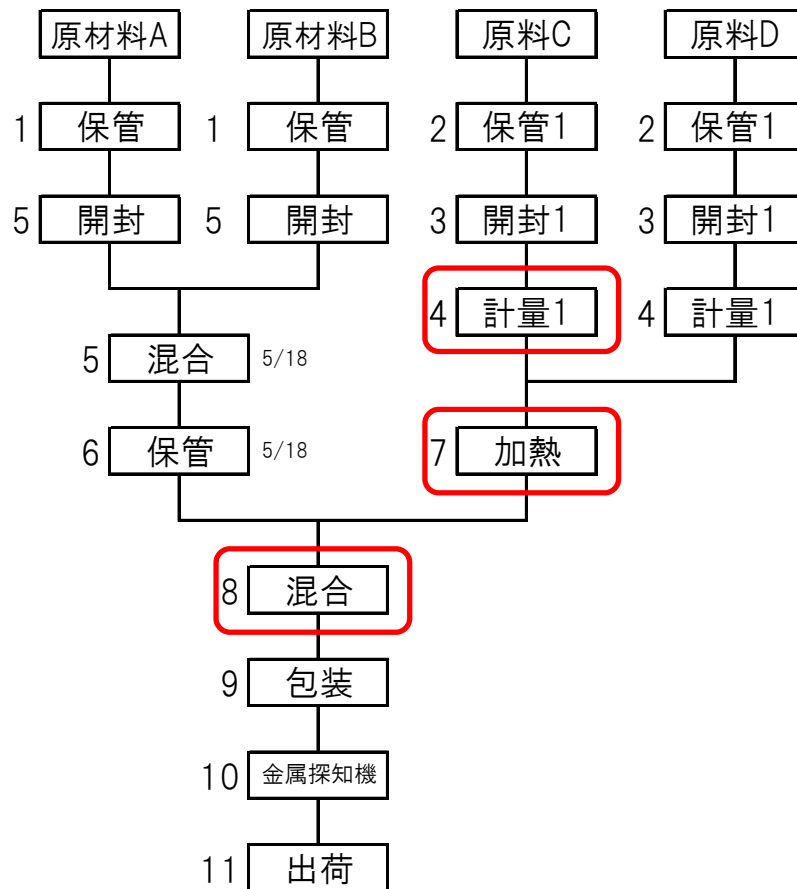 原材料A 原材料B 原料C 原料D
1 保管 1 保管 2 保管1 2 保管1
5 開封 5 開封 3 開封1 3 開封1
4 計量1 4 計量1
5 混合 5/18
6 保管 5/18 7 加熱
8 混合
9 包装
10 金属探知機
11 出荷